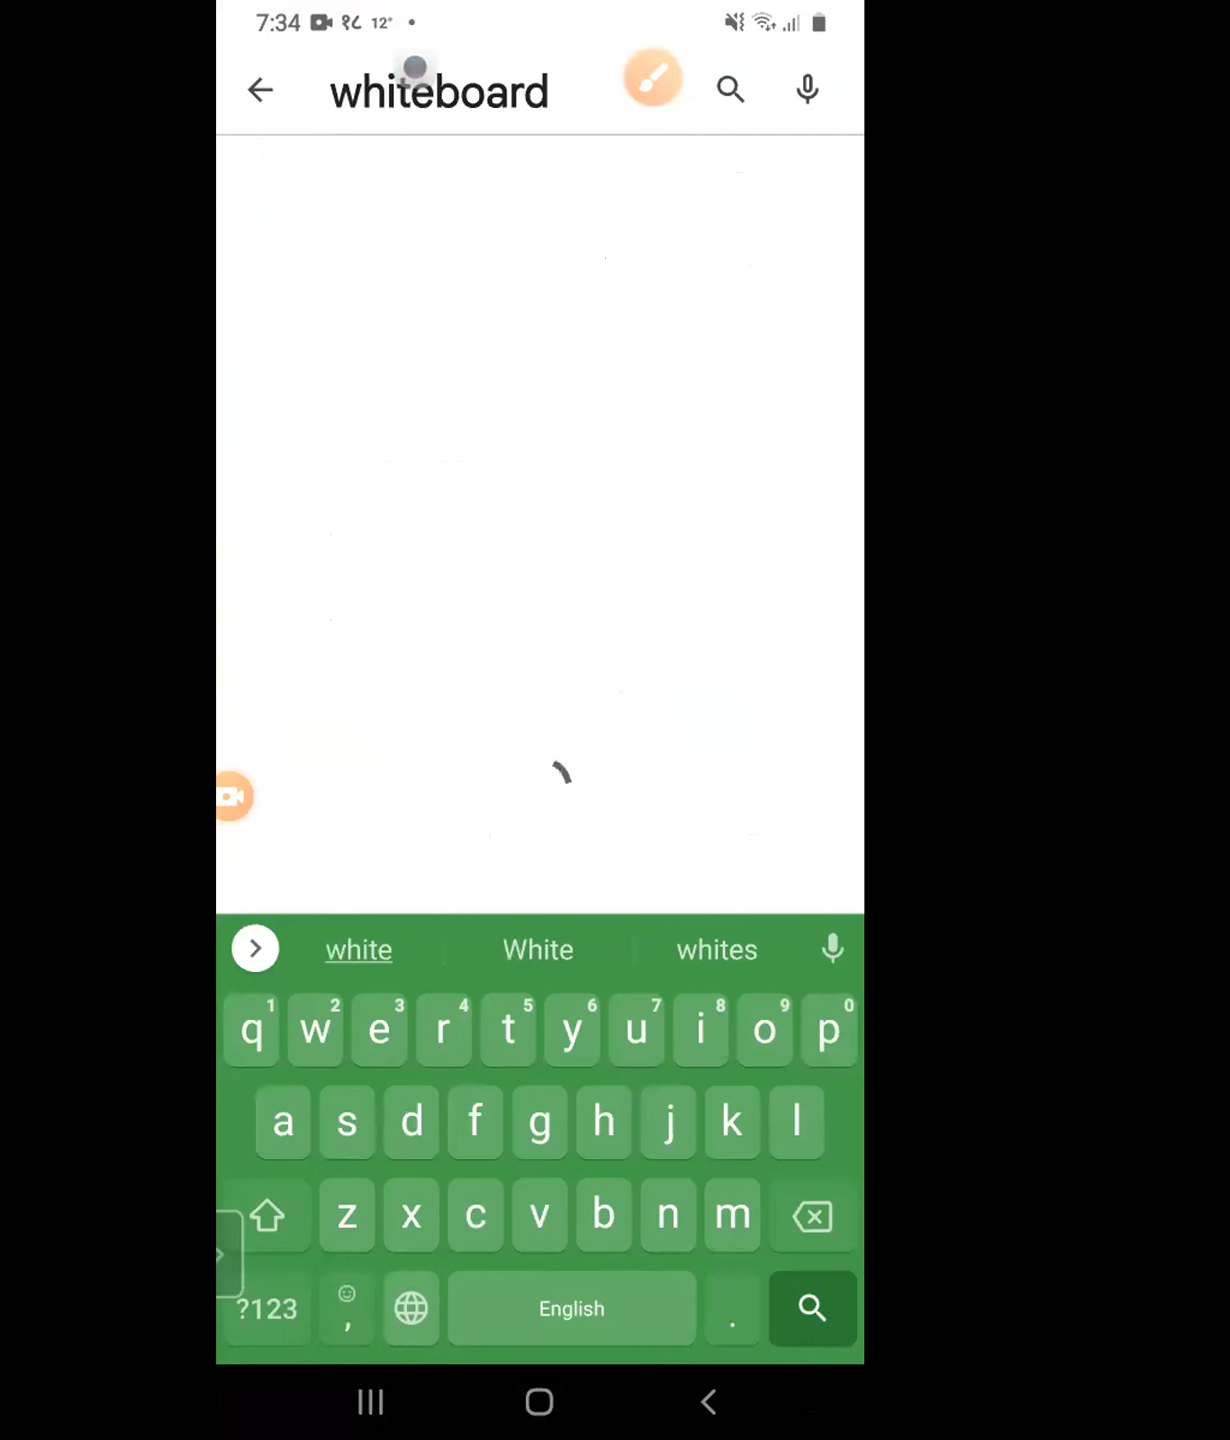 7:34 १८ 12°
whiteboard
white White whites
1 2 3 4 5 6 7 8 9 0
q w e r t y u i o p
a s d f g h j k l
z x c v b n m
?123 , English .